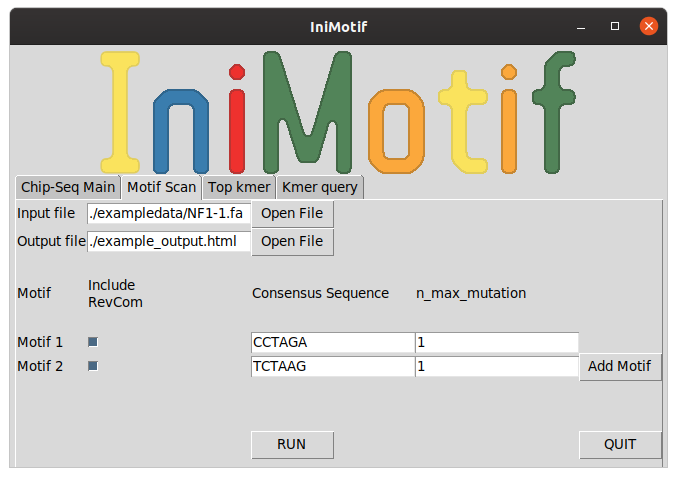 IniMotif
IniMotif
Chip-Seq Main Motif Scan Top kmer Kmer query
Input file ./exampledata/NF1-1.fa Open File
Output file ./example_output.html Open File
Motif Include RevCom Consensus Sequence n_max_mutation
Motif 1 CCTAGA 1
Motif 2 TCTAAG 1 Add Motif
RUN QUIT